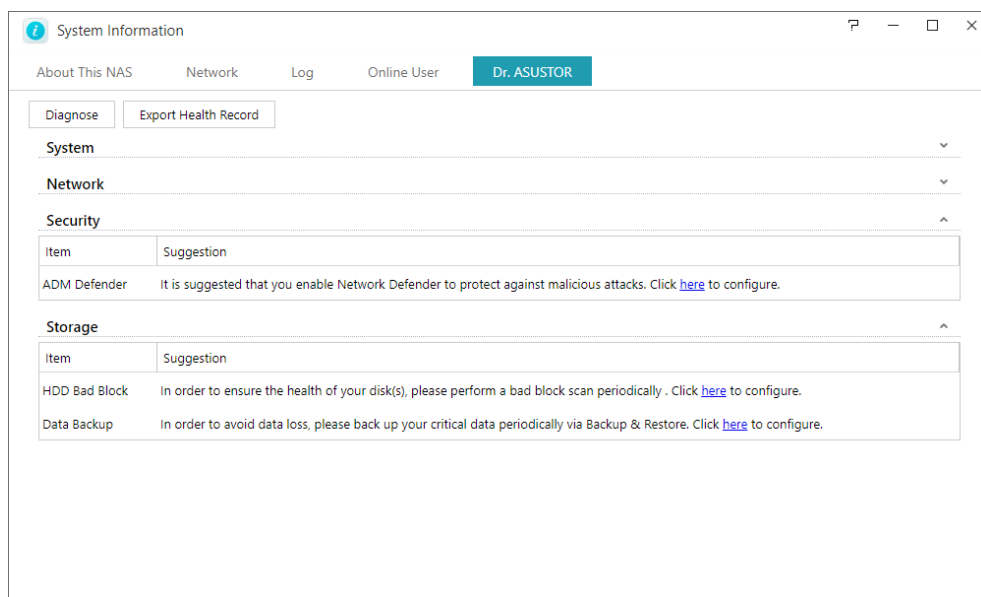 System Information
About This NAS Network Log Online User Dr. ASUSTOR
Diagnose Export Health Record
System
Network
Security
Item Suggestion
ADM Defender It is suggested that you enable Network Defender to protect against malicious attacks. Click here to configure.
Storage
Item Suggestion
HDD Bad Block In order to ensure the health of your disk(s), please perform a bad block scan periodically . Click here to configure.
Data Backup In order to avoid data loss, please back up your critical data periodically via Backup & Restore. Click here to configure.